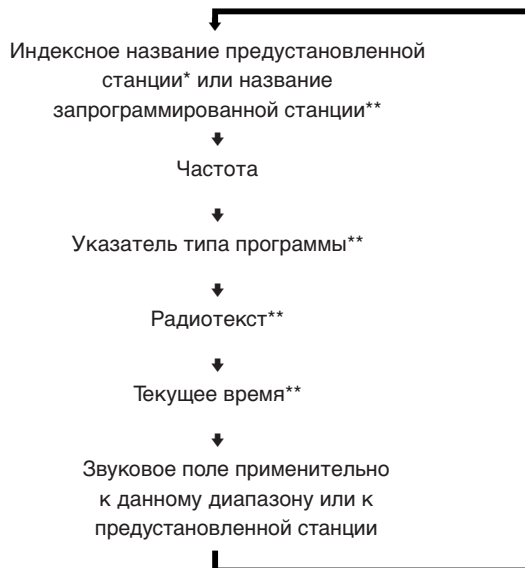 Индексное название предустановленной
станции* или название
запрограммированной станции**
Частота
Указатель типа программы**
Радиотекст**
Текущее время**
Звуковое поле применительно
к данному диапазону или к
предустановленной станции